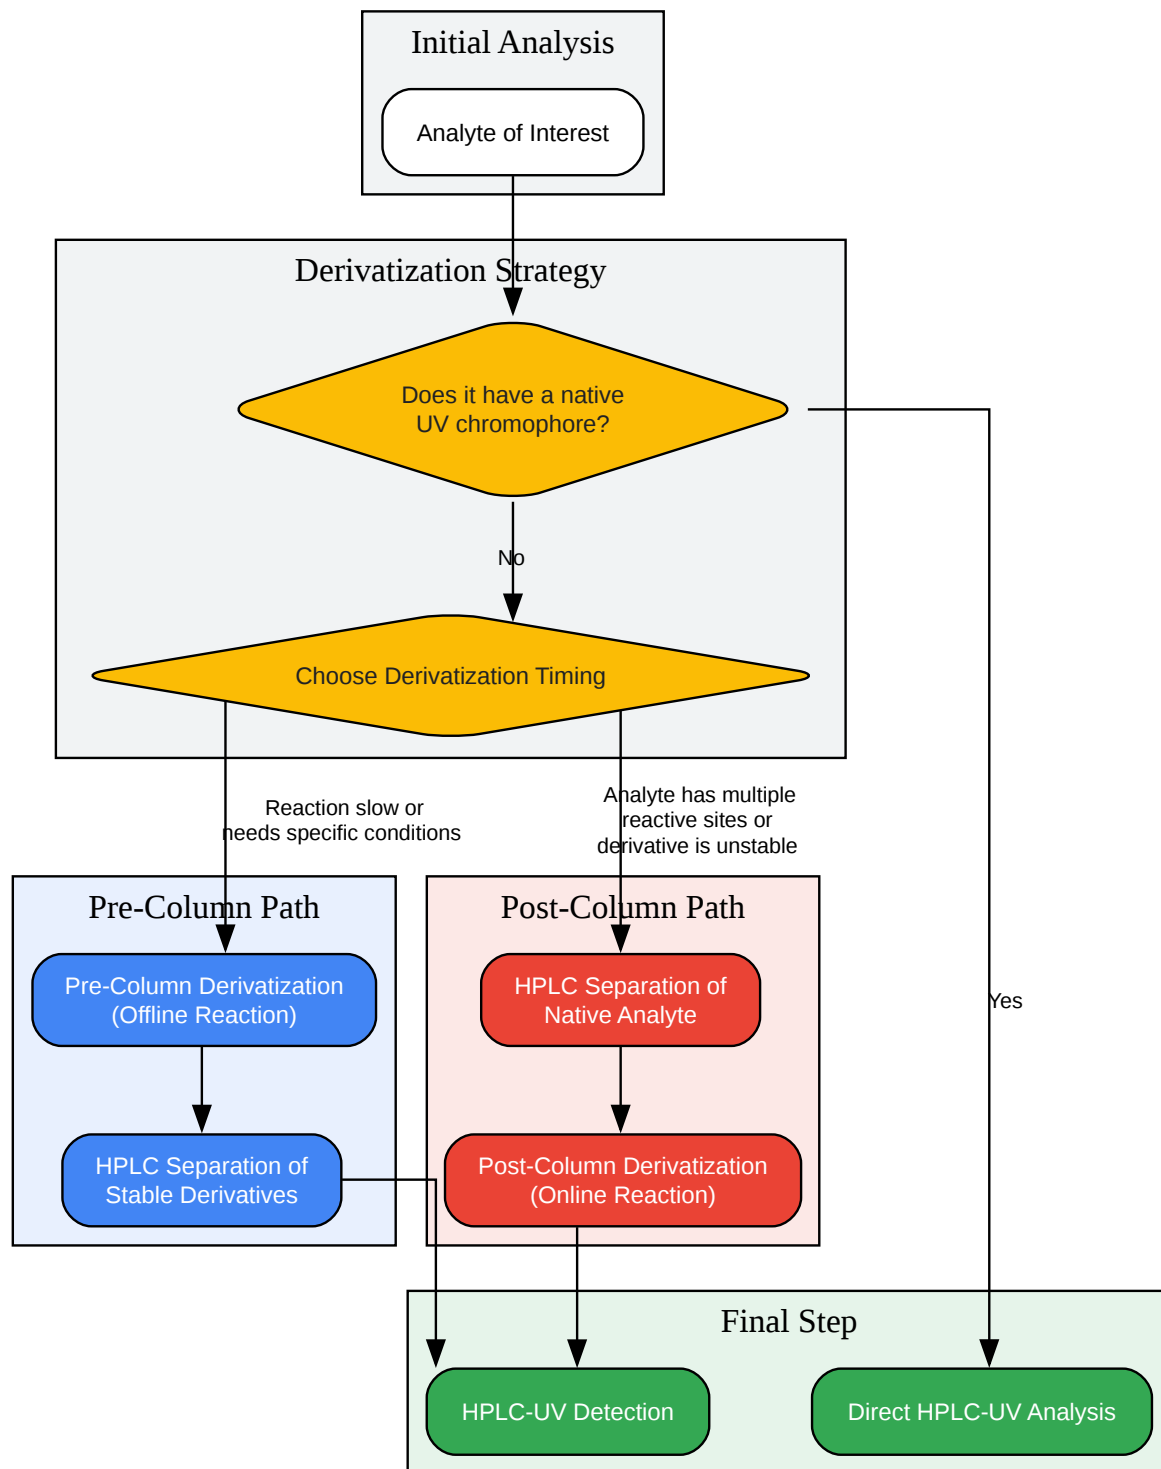 Initial Analysis
Analyte of Interest
Derivatization Strategy
Does it have a native
UV chromophore?
No
Choose Derivatization Timing
Reaction slow or
needs specific conditions
Analyte has multiple
reactive sites or
derivative is unstable
Pre-Column Path
Pre-Column Derivatization
(Offline Reaction)
HPLC Separation of
Stable Derivatives
Post-Column Path
HPLC Separation of
Native Analyte
Post-Column Derivatization
(Online Reaction)
Yes
Final Step
HPLC-UV Detection
Direct HPLC-UV Analysis